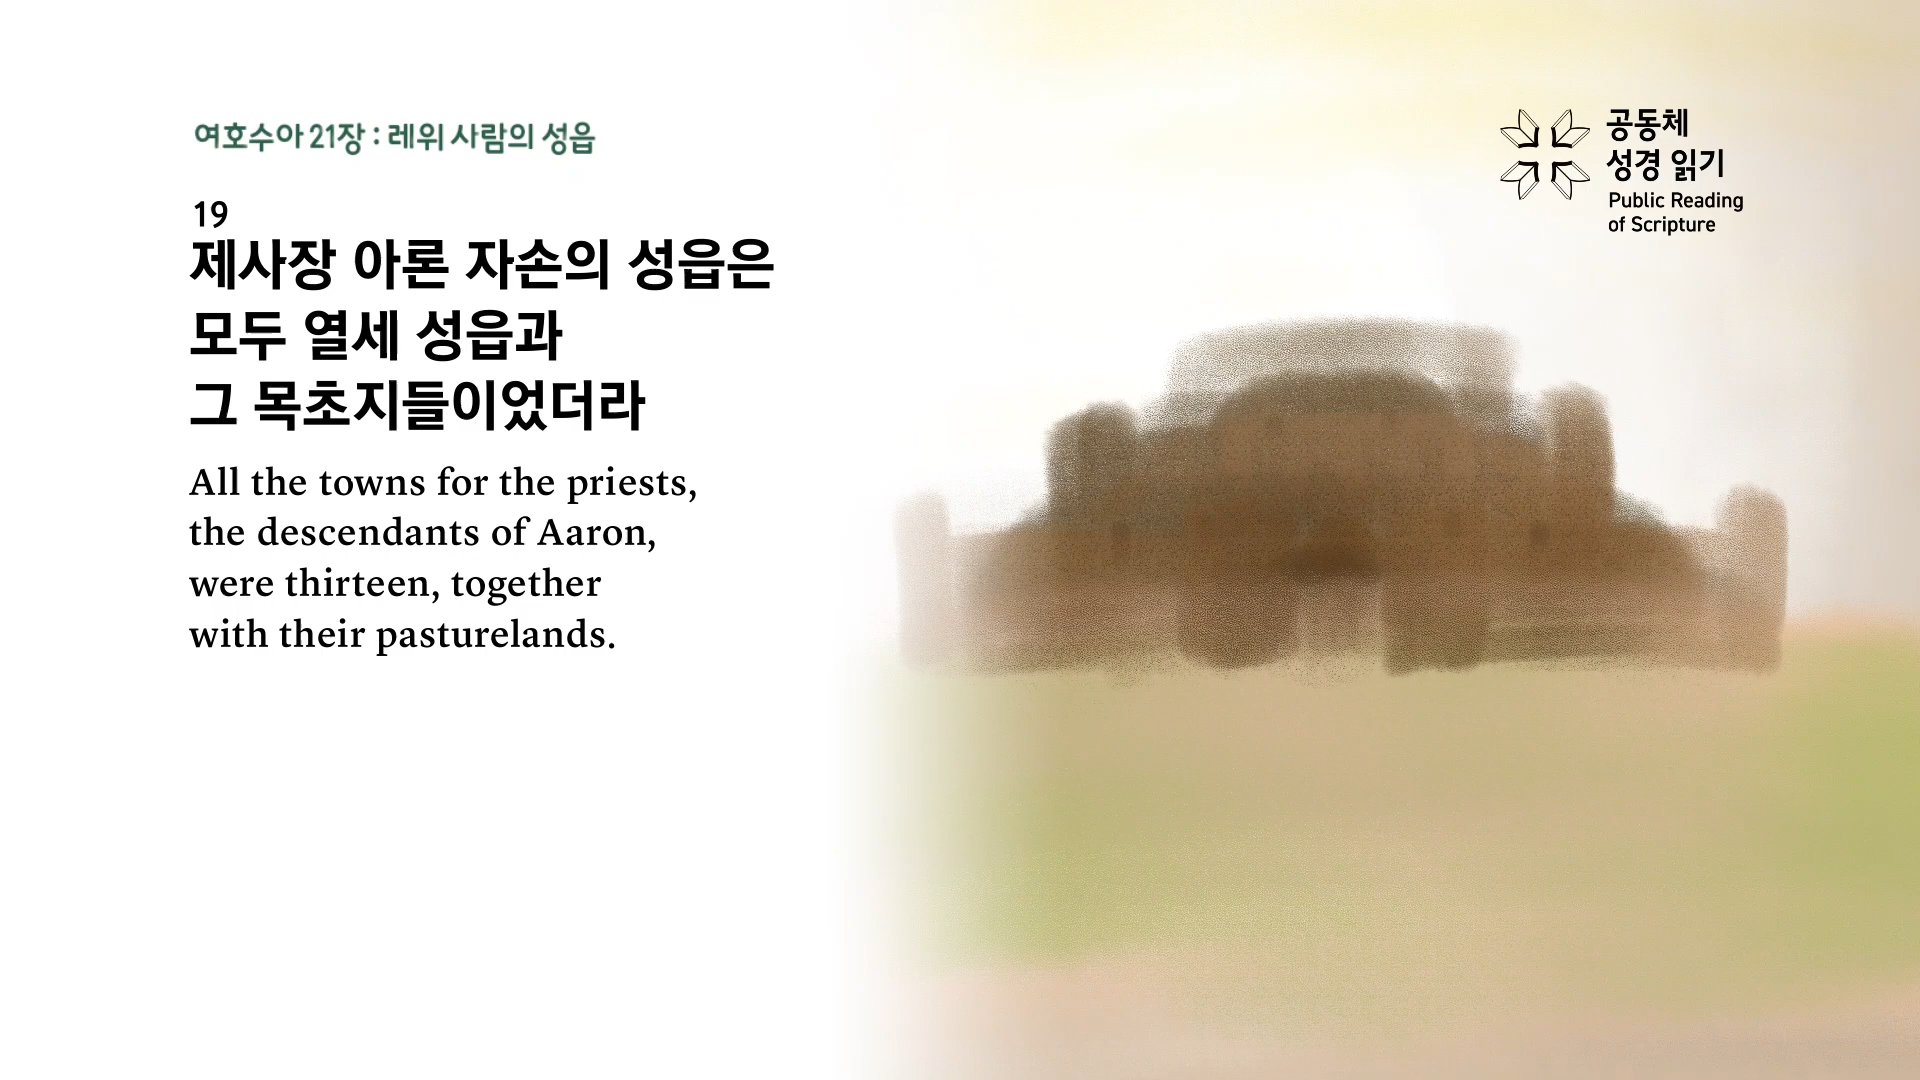 여호수아 21장 : 레위 사람의 성읍
19
제사장 아론 자손의 성읍은
모두 열세 성읍과
그 목초지들이었더라
All the towns for the priests,
the descendants of Aaron,
were thirteen, together
with their pasturelands.
공동체
성경 읽기
Public Reading
of Scripture